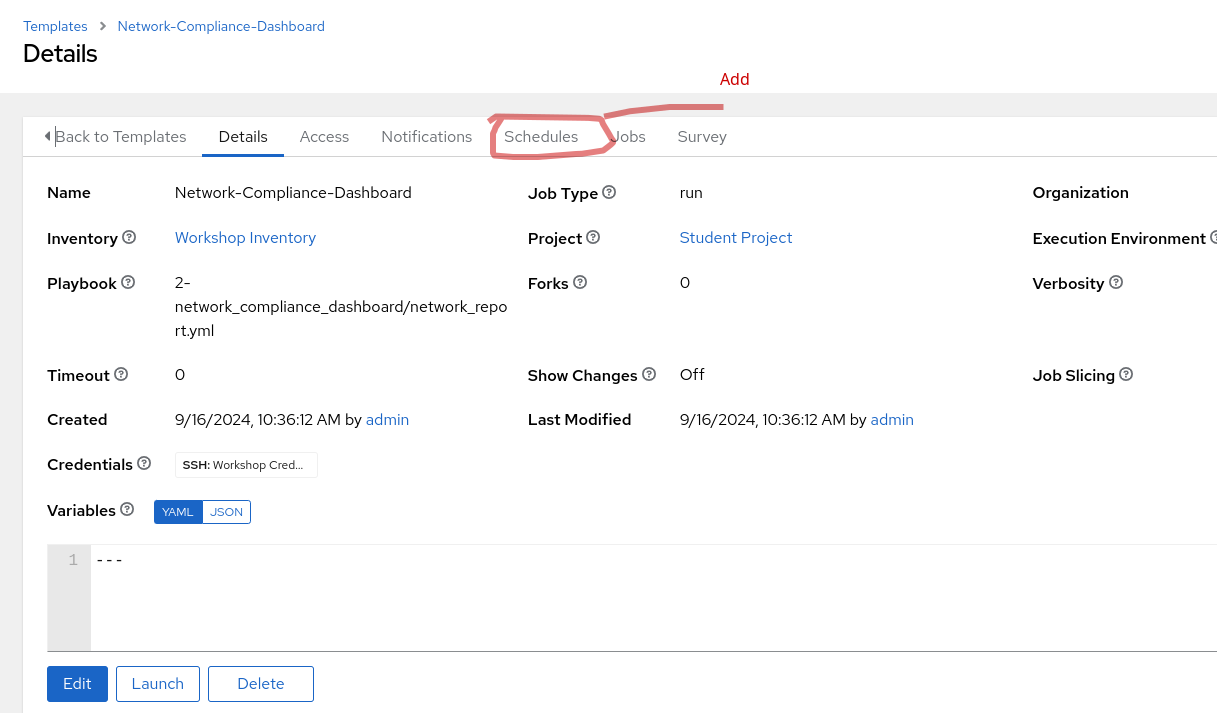 Templates > Network-Compliance-Dashboard
Details
Add
Back to Templates Details Access Notifications Schedules Jobs Survey
Name Network-Compliance-Dashboard Job Type run Organization
Inventory Workshop Inventory Project Student Project Execution Environment
Playbook 2- Forks 0 Verbosity
network_compliance_dashboard/network_repo
rt.yml
Timeout 0 Show Changes Off Job Slicing
Created 9/16/2024, 10:36:12 AM by admin Last Modified 9/16/2024, 10:36:12 AM by admin
Credentials SSH: Workshop Cred...
Variables YAML JSON
1 ---
Edit Launch Delete